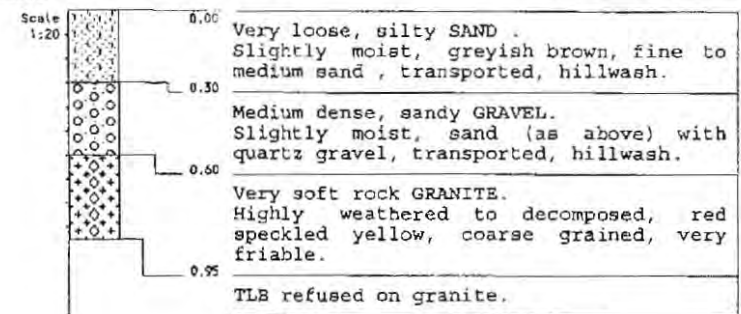 Scale
1:20
0.00
Very loose, silty SAND .
Slightly moist, greyish brown, fine to
medium sand , transported, hillwash.
0.30
Medium dense, sandy GRAVEL.
Slightly moist, sand (as above) with
quartz gravel, transported, hillwash.
0.60
Very soft rock GRANITE.
Highly weathered to decomposed, red
speckled yellow, coarse grained, very
friable.
0.95
TLB refused on granite.